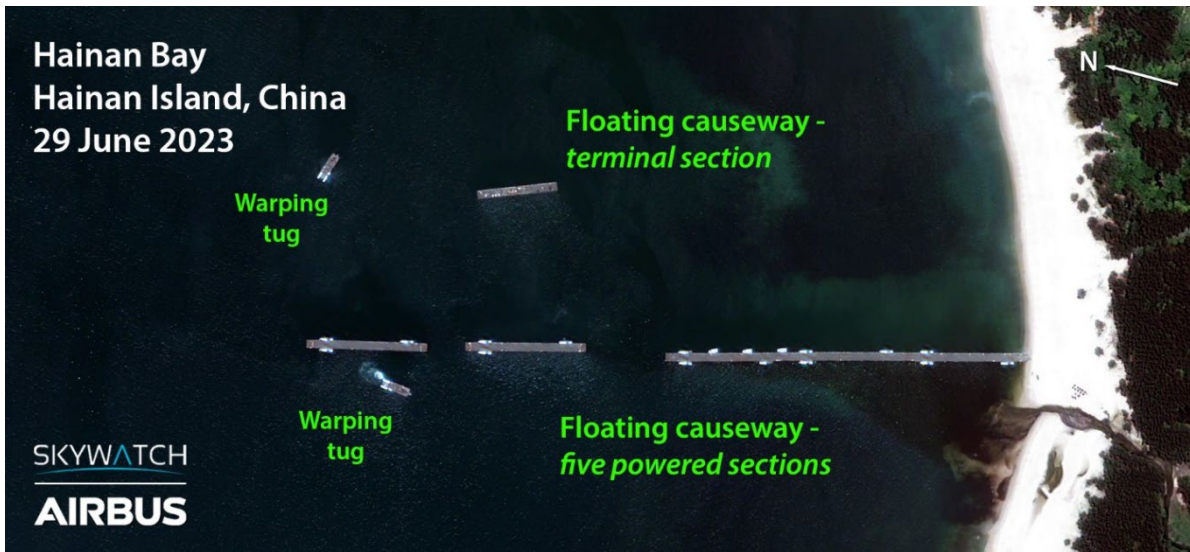 Hainan Bay
Hainan Island, China
29 June 2023
N
Floating causeway -
terminal section
Warping
tug
Warping
tug
Floating causeway -
five powered sections
SKYWATCH
AIRBUS